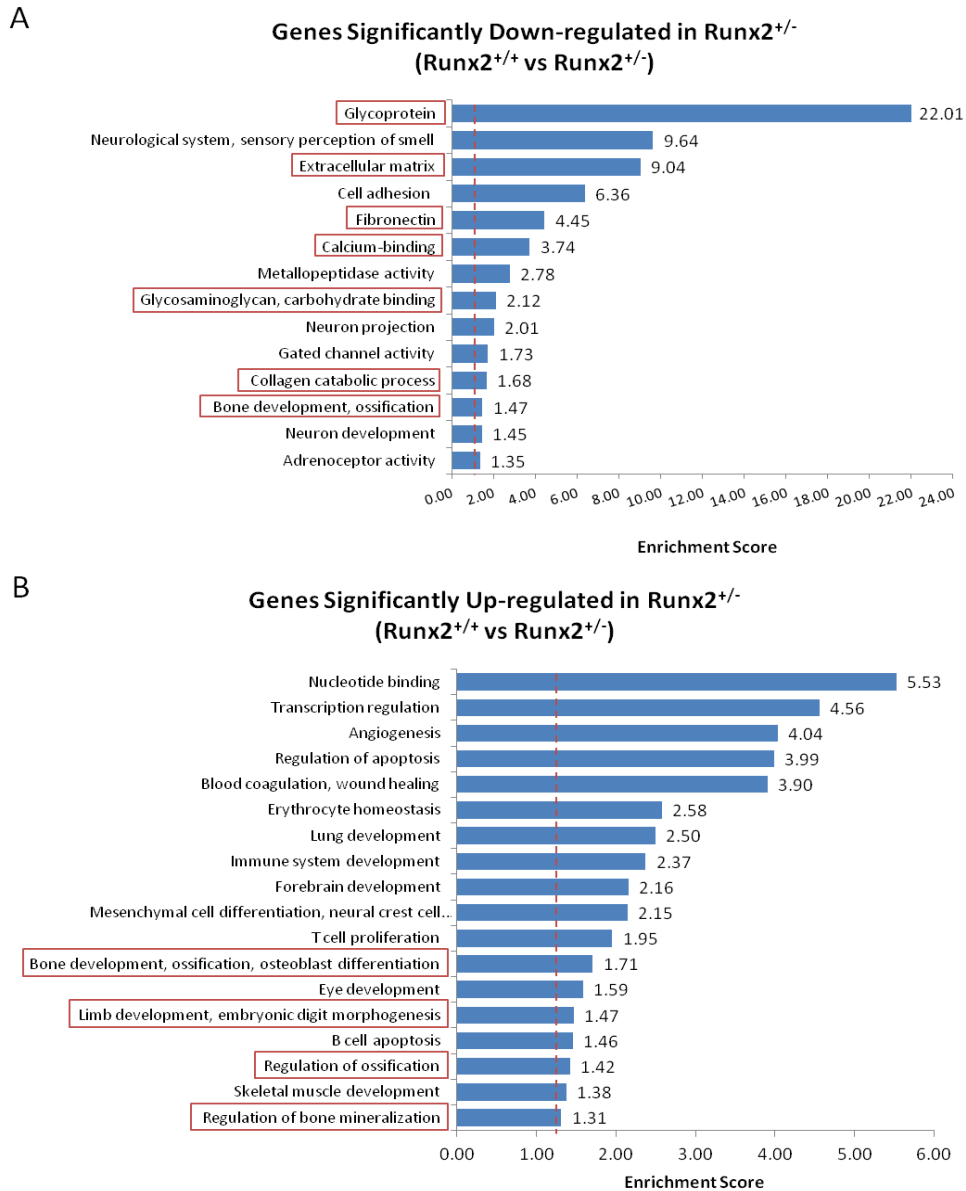 A
Genes Significantly Down-regulated in Runx2+/-
(Runx2+/+ vs Runx2+/-)
Glycoprotein 22.01
Neurological system, sensory perception of smell 9.64
Extracellular matrix 9.04
Cell adhesion 6.36
Fibronectin 4.45
Calcium-binding 3.74
Metallopeptidase activity 2.78
Glycosaminoglycan, carbohydrate binding 2.12
Neuron projection 2.01
Gated channel activity 1.73
Collagen catabolic process 1.68
Bone development, ossification 1.47
Neuron development 1.45
Adrenoceptor activity 1.35
0.00 2.00 4.00 6.00 8.00 10.00 12.00 14.00 16.00 18.00 20.00 22.00 24.00
Enrichment Score
B
Genes Significantly Up-regulated in Runx2+/-
(Runx2+/+ vs Runx2+/-)
Nucleotide binding 5.53
Transcription regulation 4.56
Angiogenesis 4.04
Regulation of apoptosis 3.99
Blood coagulation, wound healing 3.90
Erythrocyte homeostasis 2.58
Lung development 2.50
Immune system development 2.37
Forebrain development 2.16
Mesenchymal cell differentiation, neural crest cell... 2.15
T cell proliferation 1.95
Bone development, ossification, osteoblast differentiation 1.71
Eye development 1.59
Limb development, embryonic digit morphogenesis 1.47
B cell apoptosis 1.46
Regulation of ossification 1.42
Skeletal muscle development 1.38
Regulation of bone mineralization 1.31
0.00 1.00 2.00 3.00 4.00 5.00 6.00
Enrichment Score